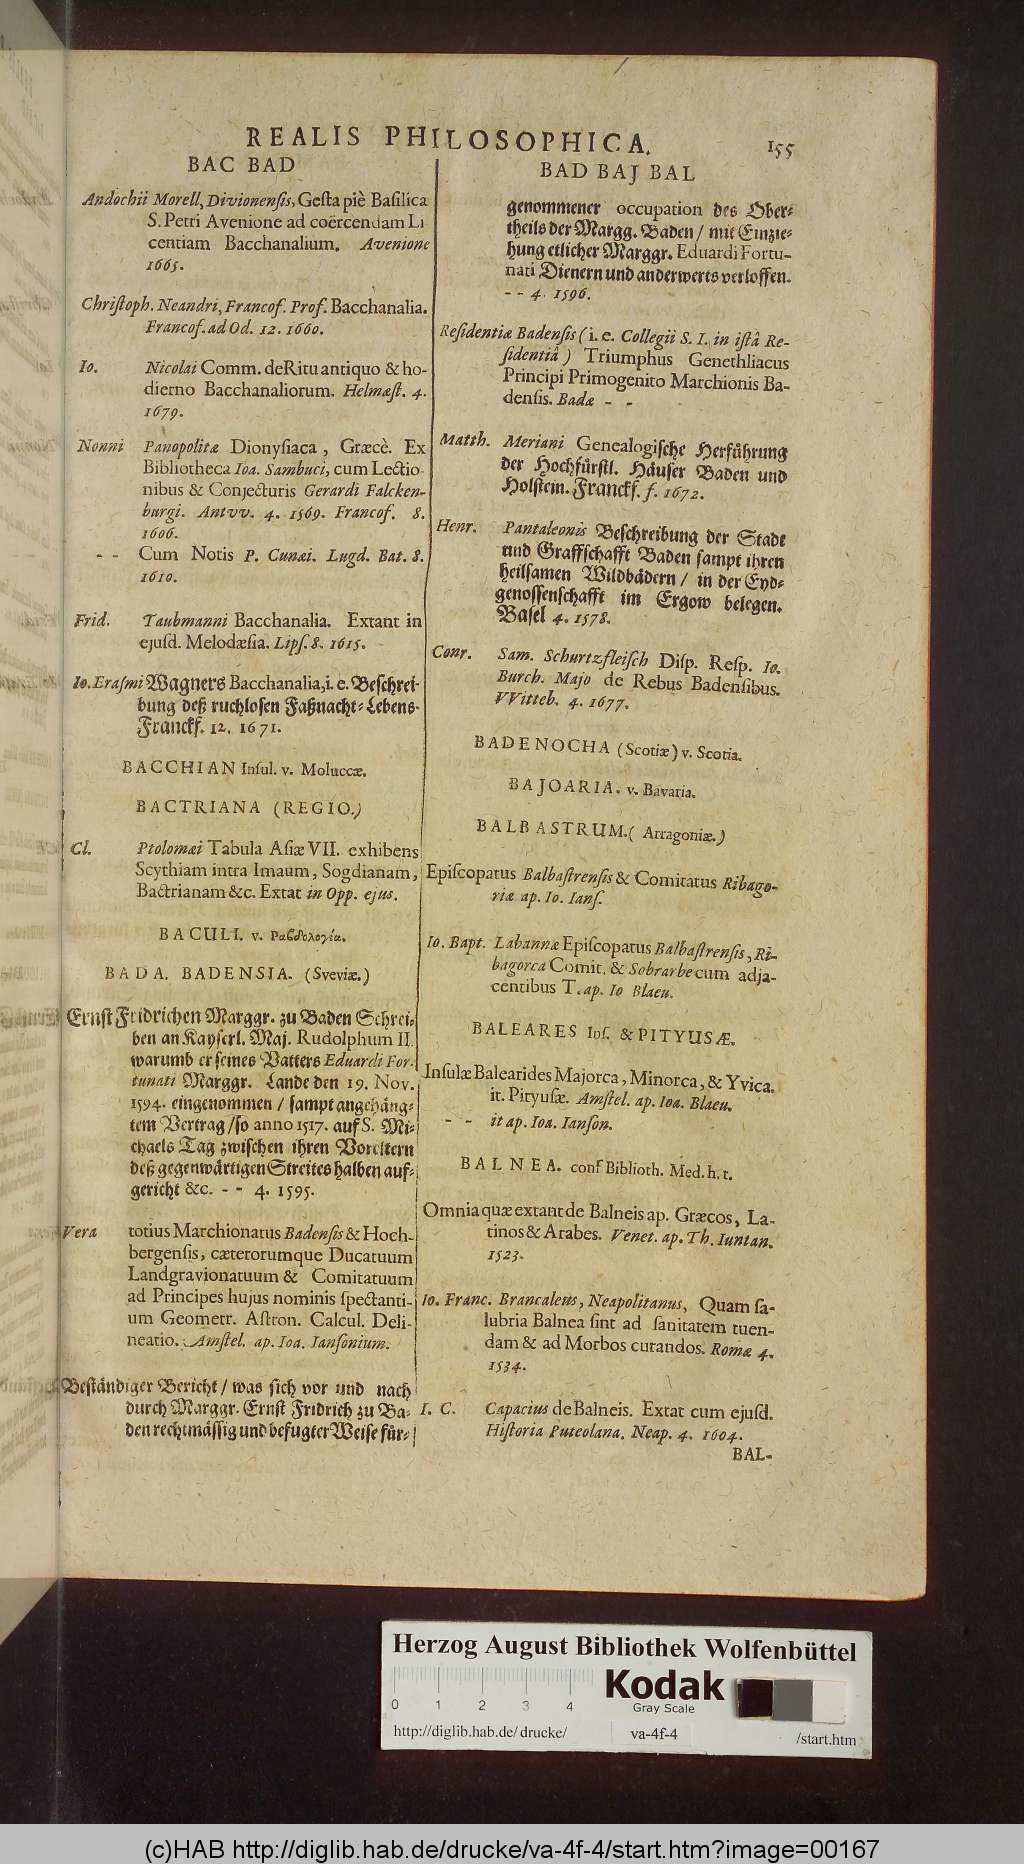 REALIS PHILOSOPHICA.
155
BAC BAD
Andochii Morell, Divionensis, Gesta piè Basilica
S. Petri Avenione ad coërcendam Li
centiam Bacchanalium. Avenione
1665.
Christoph. Neandri, Francof. Prof. Bacchanalia.
Francof. ad Od. 12. 1660.
Io. Nicolai Comm. de Ritu antiquo & ho-
dierno Bacchanaliorum. Helmæst. 4.
1679.
Nonni Panopolitæ Dionysiaca, Græcè. Ex
Bibliotheca Ioa. Sambuci, cum Lectio-
nibus & Conjecturis Gerardi Falcken-
burgi. Antvv. 4. 1569. Francof. 8.
1606.
- - Cum Notis P. Cunæi. Lugd. Bat. 8.
1610.
Frid. Taubmanni Bacchanalia. Extant in
ejusd. Melodæsia. Lips. 8. 1615.
Io. Erasmi Wagners Bacchanalia, i. e. Beschrei-
bung deß ruchlosen Faßnacht-Lebens.
Franckf. 12. 1671.
BACCHIAN Insul. v. Moluccæ.
BACTRIANA (REGIO.)
Cl. Ptolomæi Tabula Asiæ VII. exhibens
Scythiam intra Imaum, Sogdianam,
Bactrianam &c. Extat in Opp. ejus.
BACULI. v. Ραβδολογία.
BADA. BADENSIA. (Sveviæ.)
Ernst Fridrichen Marggr. zu Baden Schrei-
ben an Kayserl. Maj. Rudolphum II.
warumb er seines Vatters Eduardi For-
tunati Marggr. Lande den 19. Nov.
1594. eingenommen / sampt angehäng-
tem Vertrag / so anno 1517. auf S. Mi-
chaels Tag zwischen ihren Voreltern
deß gegenwärtigen Streites halben auf-
gericht &c. - - 4. 1595.
Vera totius Marchionatus Badensis & Hoch-
bergensis, cæterorumque Ducatuum
Landgravionatuum & Comitatuum
ad Principes hujus nominis spectanti-
um Geometr. Astron. Calcul. Deli-
neatio. Amstel. ap. Ioa. Iansonium.
Beständiger Bericht / was sich vor und nach
durch Marggr. Ernst Fridrich zu Ba-
den rechtmässig und befugter Weise für-
BAD BAJ BAL
genommener occupation des Ober-
theils der Margg. Baden / mit Einzie-
hung etlicher Marggr. Eduardi Fortu-
nati Dienern und anderwerts verloffen.
- - 4. 1596.
Residentiæ Badensis (i. e. Collegii S. I. in istâ Re-
sidentiâ) Triumphus Genethliacus
Principi Primogenito Marchionis Ba-
densis. Badæ - -
Matth. Meriani Genealogische Herführung
der Hochfürstl. Häuser Baden und
Holstein. Franckf. f. 1672.
Henr. Pantaleonis Beschreibung der Stadt
und Graffschafft Baden sampt ihren
heilsamen Wildbädern / in der Eyd-
genossenschafft im Ergow belegen.
Basel 4. 1578.
Conr. Sam. Schurtzfleisch Disp. Resp. Io.
Burch. Majo de Rebus Badensibus.
VVitteb. 4. 1677.
BADENOCHA (Scotiæ) v. Scotia.
BAJOARIA. v. Bavaria.
BALBASTRUM. (Arragoniæ.)
Episcopatus Balbastrensis & Comitatus Ribago-
riæ ap. Io. Ians.
Io. Bapt. Labannæ Episcopatus Balbastrensis, Ri-
bagorca Comit. & Sobrarbe cum adja-
centibus T. ap. Io Blaeu.
BALEARES Ins. & PITYUSÆ.
Insulæ Balearides Majorca, Minorca, & Yvica.
it. Pityusæ. Amstel. ap. Ioa. Blaeu.
- - it ap. Ioa. Ianson.
BALNEA. conf Biblioth. Med. h. t.
Omnia quæ extant de Balneis ap. Græcos, La-
tinos & Arabes. Venet. ap. Th. Iuntan.
1523.
Io. Franc. Brancaleus, Neapolitanus, Quam sa-
lubria Balnea sint ad sanitatem tuen-
dam & ad Morbos curandos. Romæ 4.
1534.
I. C. Capacius de Balneis. Extat cum ejusd.
Historia Puteolana. Neap. 4. 1604.
BAL-
Herzog August Bibliothek Wolfenbüttel
0 1 2 3 4
Kodak
Gray Scale
http://diglib.hab.de/drucke/ va-4f-4 /start.htm
(c)HAB http://diglib.hab.de/drucke/va-4f-4/start.htm?image=00167